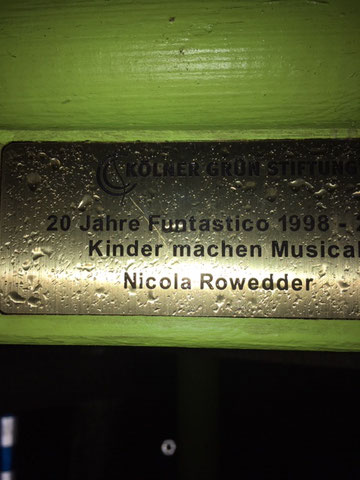 KÖLNER GRÜN STIFTUNG
20 Jahre Funtastico 1998 -
Kinder machen Musical
Nicola Rowedder